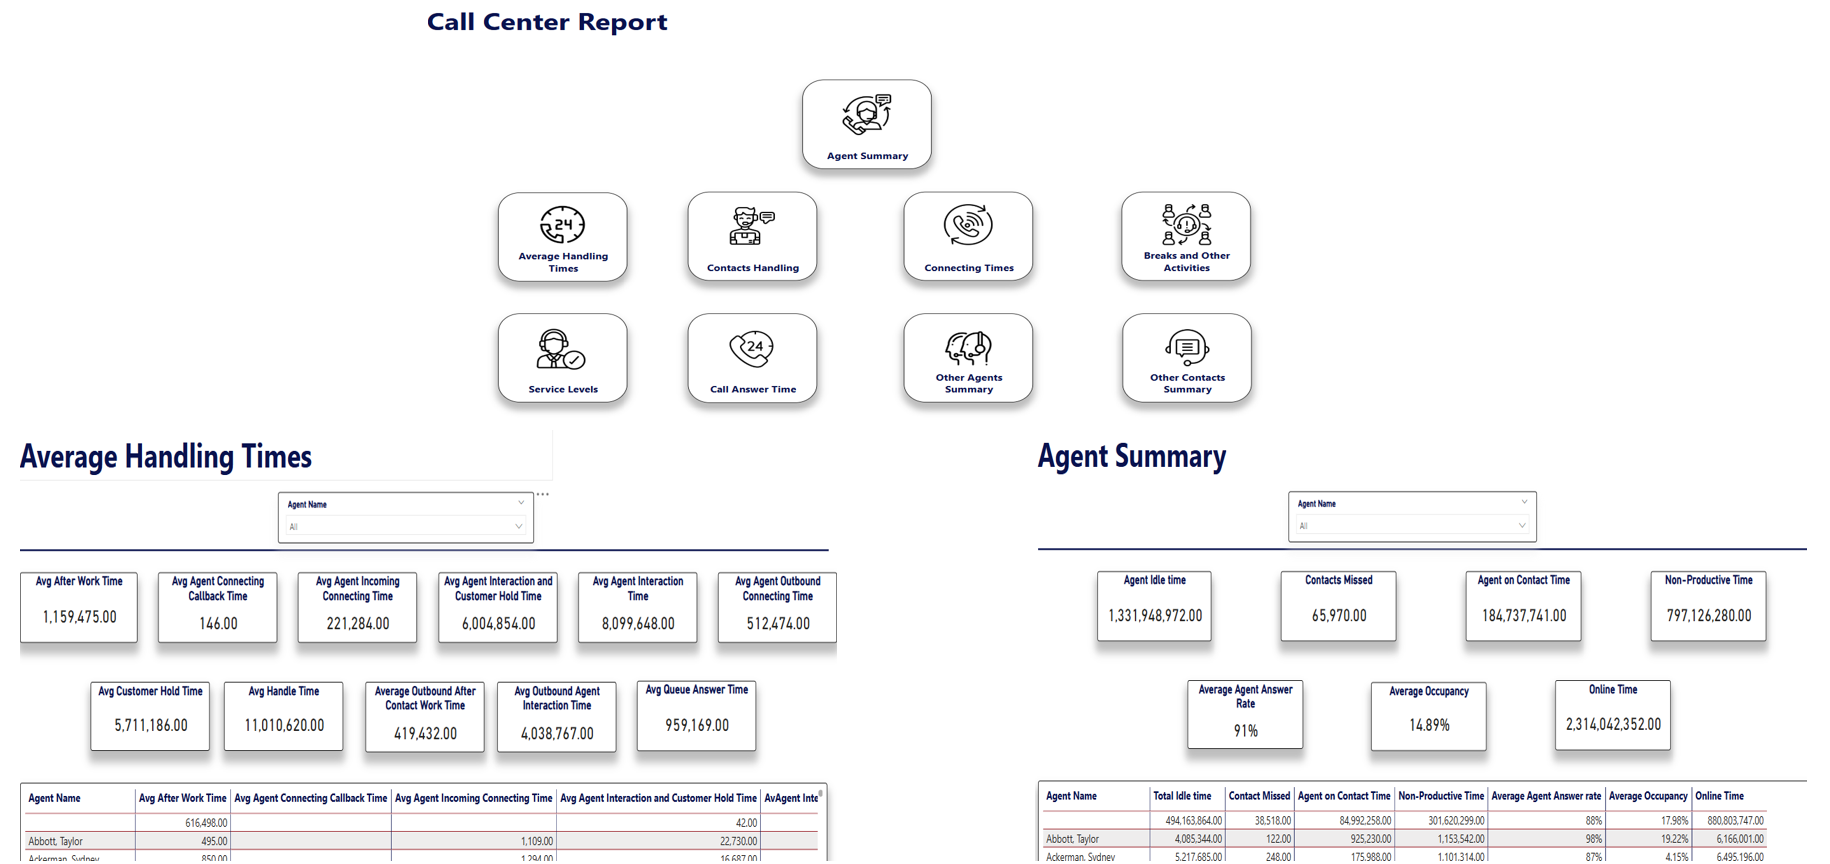 Call Center Report
Agent Summary
24
Average Handling
Times
Contacts Handling
Connecting Times
Breaks and Other
Activities
Service Levels
24
Call Answer Time
Other Agents
Summary
Other Contacts
Summary
Average Handling Times
Agent Name
All
Avg After Work Time
1,159,475.00
Avg Agent Connecting
Callback Time
146.00
Avg Agent Incoming
Connecting Time
221,284.00
Avg Agent Interaction and
Customer Hold Time
6,004,854.00
Avg Agent Interaction
Time
8,099,648.00
Avg Agent Outbound
Connecting Time
512,474.00
Avg Customer Hold Time
5,711,186.00
Avg Handle Time
11,010,620.00
Average Outbound After
Contact Work Time
419,432.00
Avg Outbound Agent
Interaction Time
4,038,767.00
Avg Queue Answer Time
959,169.00
Agent Name Avg After Work Time Avg Agent Connecting Callback Time Avg Agent Incoming Connecting Time Avg Agent Interaction and Customer Hold Time AvAgent Inte
616,498.00 42.00
Abbott, Taylor 495.00 1,109.00 22,730.00
Ackerman, Sydney 850.00 1,294.00 16,687.00
Agent Summary
Agent Name
All
Agent Idle time
1,331,948,972.00
Contacts Missed
65,970.00
Agent on Contact Time
184,737,741.00
Non-Productive Time
797,126,280.00
Average Agent Answer
Rate
91%
Average Occupancy
14.89%
Online Time
2,314,042,352.00
Agent Name Total Idle time Contact Missed Agent on Contact Time Non-Productive Time Average Agent Answer rate Average Occupancy Online Time
494,163,864.00 38,518.00 84,992,258.00 301,620,299.00 88% 17.98% 880,803,747.00
Abbott, Taylor 4,085,344.00 122.00 925,230.00 1,153,542.00 98% 19.22% 6,166,001.00
Ackerman, Sydney 5,217,685.00 248.00 175,988.00 1,101,314.00 87% 4.15% 6,495,196.00